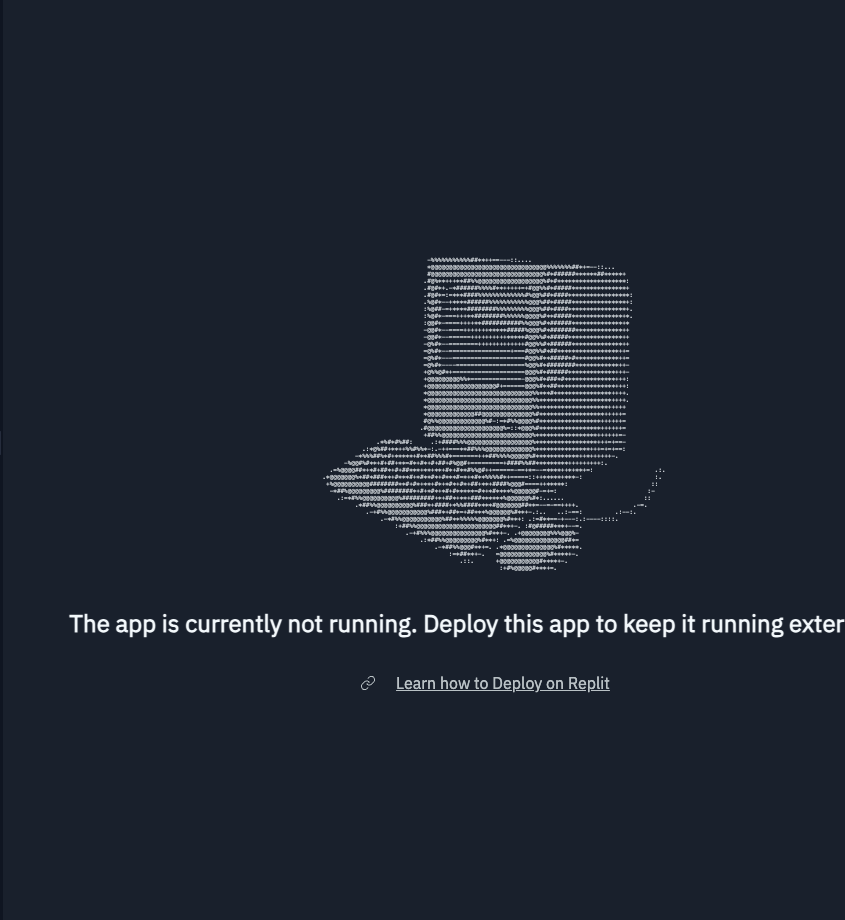 The app is currently not running. Deploy this app to keep it running exter
Learn how to Deploy on Replit